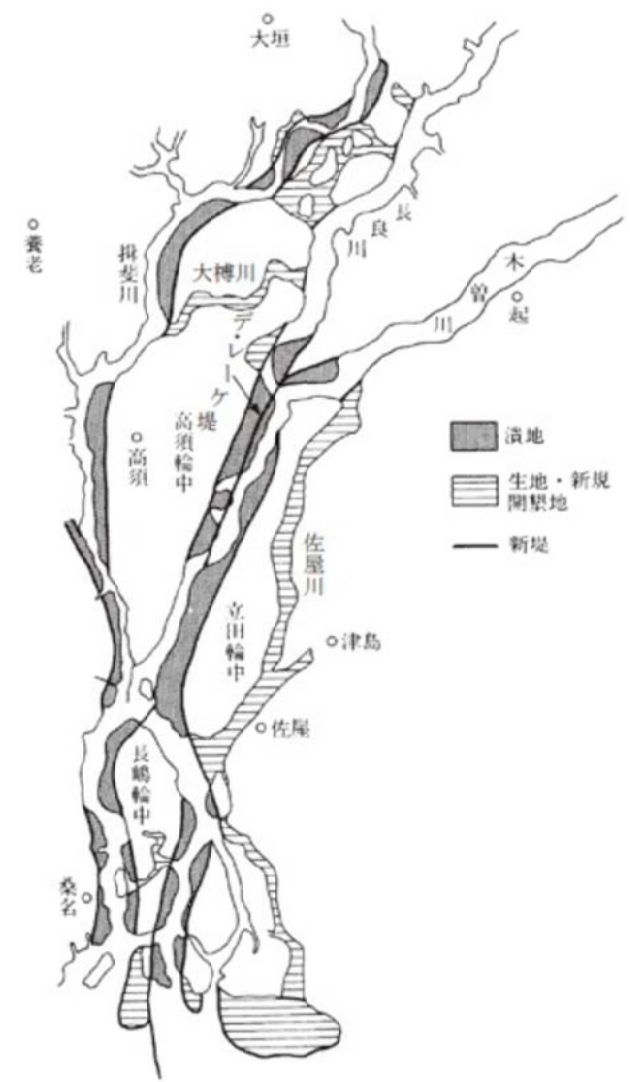 大垣
養老
揖斐川
大榑川
長良川
木曽川
起
デ・レーケ堤
高須輪中
高須
潰地
生地・新規
開墾地
新堤
佐屋川
立田輪中
津島
佐屋
長嶋輪中
桑名